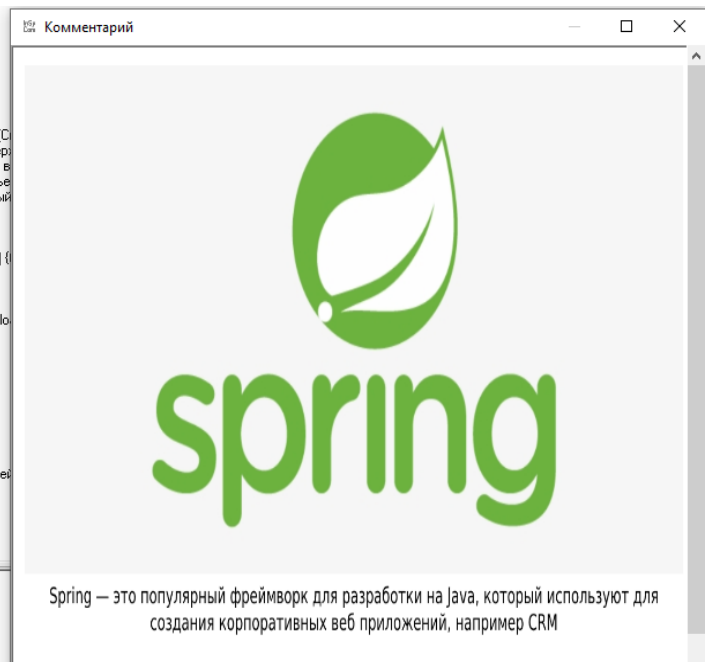 Комментарий
spring
Spring — это популярный фреймворк для разработки на Java, который используют для
создания корпоративных веб приложений, например CRM